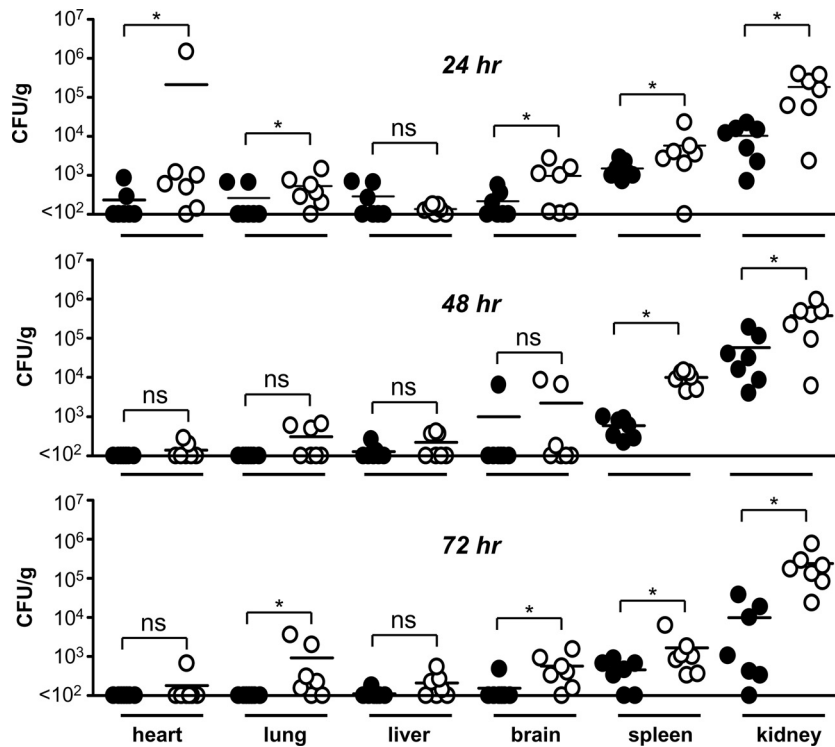 * * * * * ns
24 hr
CFU/g
10⁷
10⁶
10⁵
10⁴
10³
<10²
ns ns ns ns * *
48 hr
CFU/g
10⁷
10⁶
10⁵
10⁴
10³
<10²
ns * ns * * *
72 hr
CFU/g
10⁷
10⁶
10⁵
10⁴
10³
<10²
heart lung liver brain spleen kidney